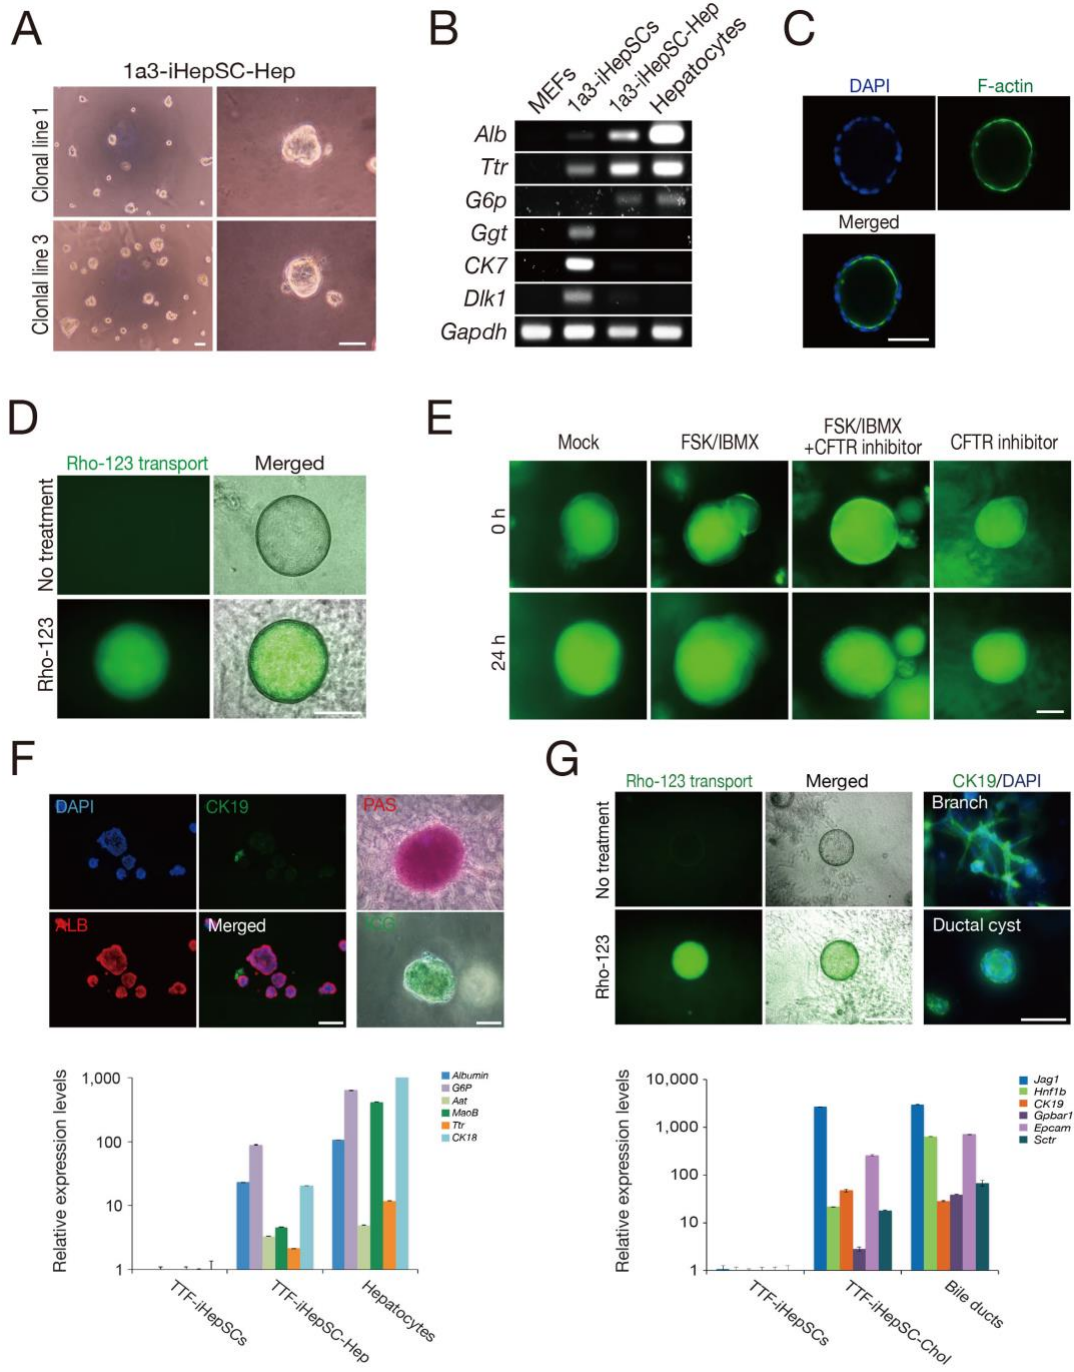 A
1a3-iHepSC-Hep
Clonal line 1
Clonlal line 3
B
MEFs
1a3-iHepSCs
1a3-iHepSC-Hep
Hepatocytes
Alb
Ttr
G6p
Ggt
CK7
Dlk1
Gapdh
C
DAPI
F-actin
Merged
D
Rho-123 transport
Merged
No treatment
Rho-123
E
Mock
FSK/IBMX
FSK/IBMX
+CFTR inhibitor
CFTR inhibitor
0 h
24 h
F
DAPI
CK19
PAS
ALB
Merged
ICG
Relative expression levels
1,000
100
10
1
TTF-iHepSCs
TTF-iHepSC-Hep
Hepatocytes
Albumin
G6P
Aat
MaoB
Ttr
CK18
G
Rho-123 transport
Merged
CK19/DAPI
No treatment
Rho-123
Branch
Ductal cyst
Relative expression levels
10,000
1,000
100
10
1
TTF-iHepSCs
TTF-iHepSC-Chol
Bile ducts
Jag1
Hnf1b
CK19
Gpbar1
Epcam
Sctr